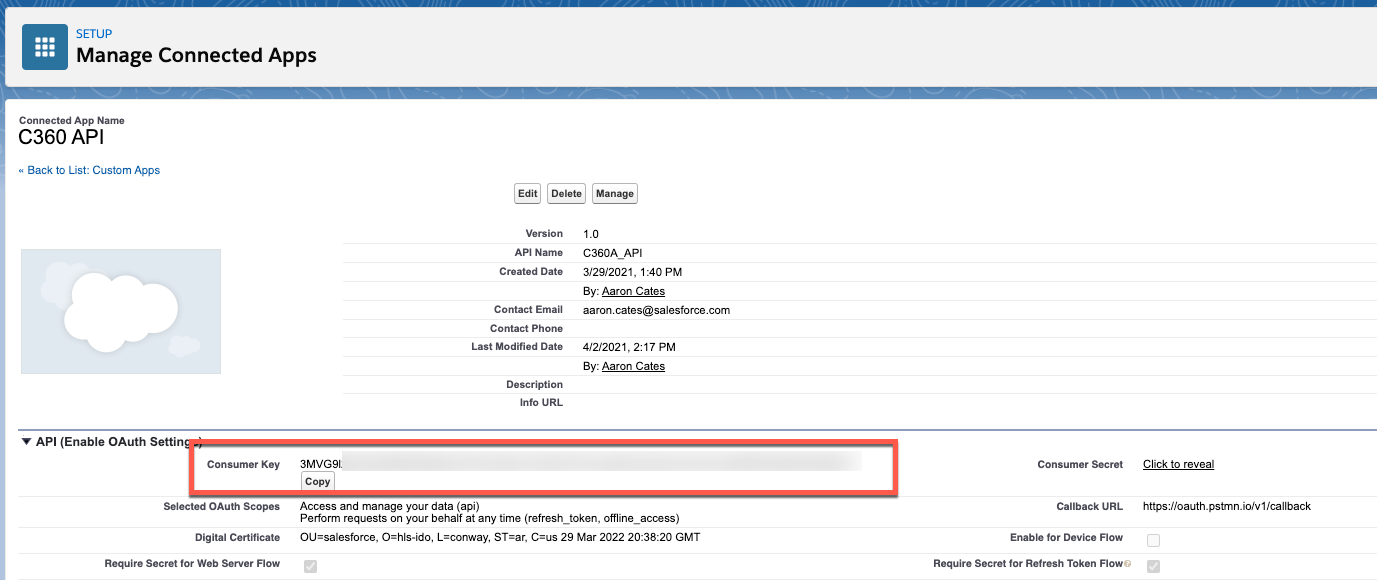 SETUP
Manage Connected Apps
Connected App Name
C360 API
« Back to List: Custom Apps
Edit Delete Manage
Version 1.0
API Name C360A_API
Created Date 3/29/2021, 1:40 PM
By: Aaron Cates
Contact Email aaron.cates@salesforce.com
Contact Phone
Last Modified Date 4/2/2021, 2:17 PM
By: Aaron Cates
Description
Info URL
API (Enable OAuth Settings)
Consumer Key 3MVG9l Consumer Secret Click to reveal
Copy
Selected OAuth Scopes Access and manage your data (api) Callback URL https://oauth.pstmn.io/v1/callback
Perform requests on your behalf at any time (refresh_token, offline_access)
Digital Certificate OU=salesforce, O=hls-ido, L=conway, ST=ar, C=us 29 Mar 2022 20:38:20 GMT Enable for Device Flow
Require Secret for Web Server Flow Require Secret for Refresh Token Flow